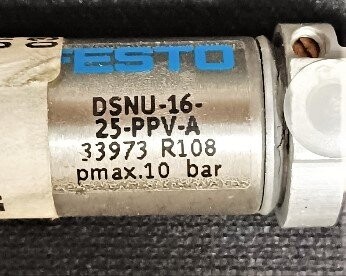 FESTO
DSNU-16-
25-PPV-A
33973 R108
pmax.10 bar